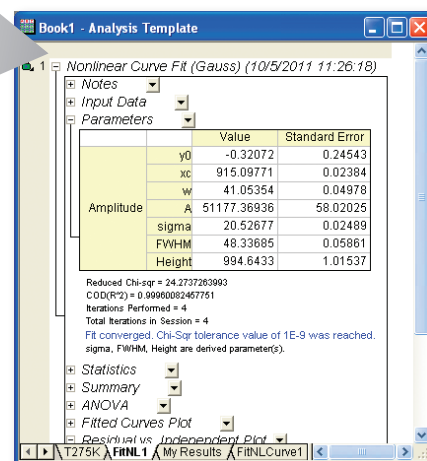 Book1 - Analysis Template
1 Nonlinear Curve Fit (Gauss) (10/5/2011 11:26:18)
Notes
Input Data
Parameters
Value Standard Error
Amplitude
y0 -0.32072 0.24543
xc 915.09771 0.02384
w 41.05354 0.04978
A 51177.36936 58.02025
sigma 20.52677 0.02489
FWHM 48.33685 0.05861
Height 994.6433 1.01537
Reduced Chi-sqr = 24.2737263993
COD(R^2) = 0.99960082457751
Iterations Performed = 4
Total Iterations in Session = 4
Fit converged. Chi-Sqr tolerance value of 1E-9 was reached.
sigma, FWHM, Height are derived parameter(s).
Statistics
Summary
ANOVA
Fitted Curves Plot
Residual vs. Independent Plot
T275K FitNL1 My Results FitNLCurve1